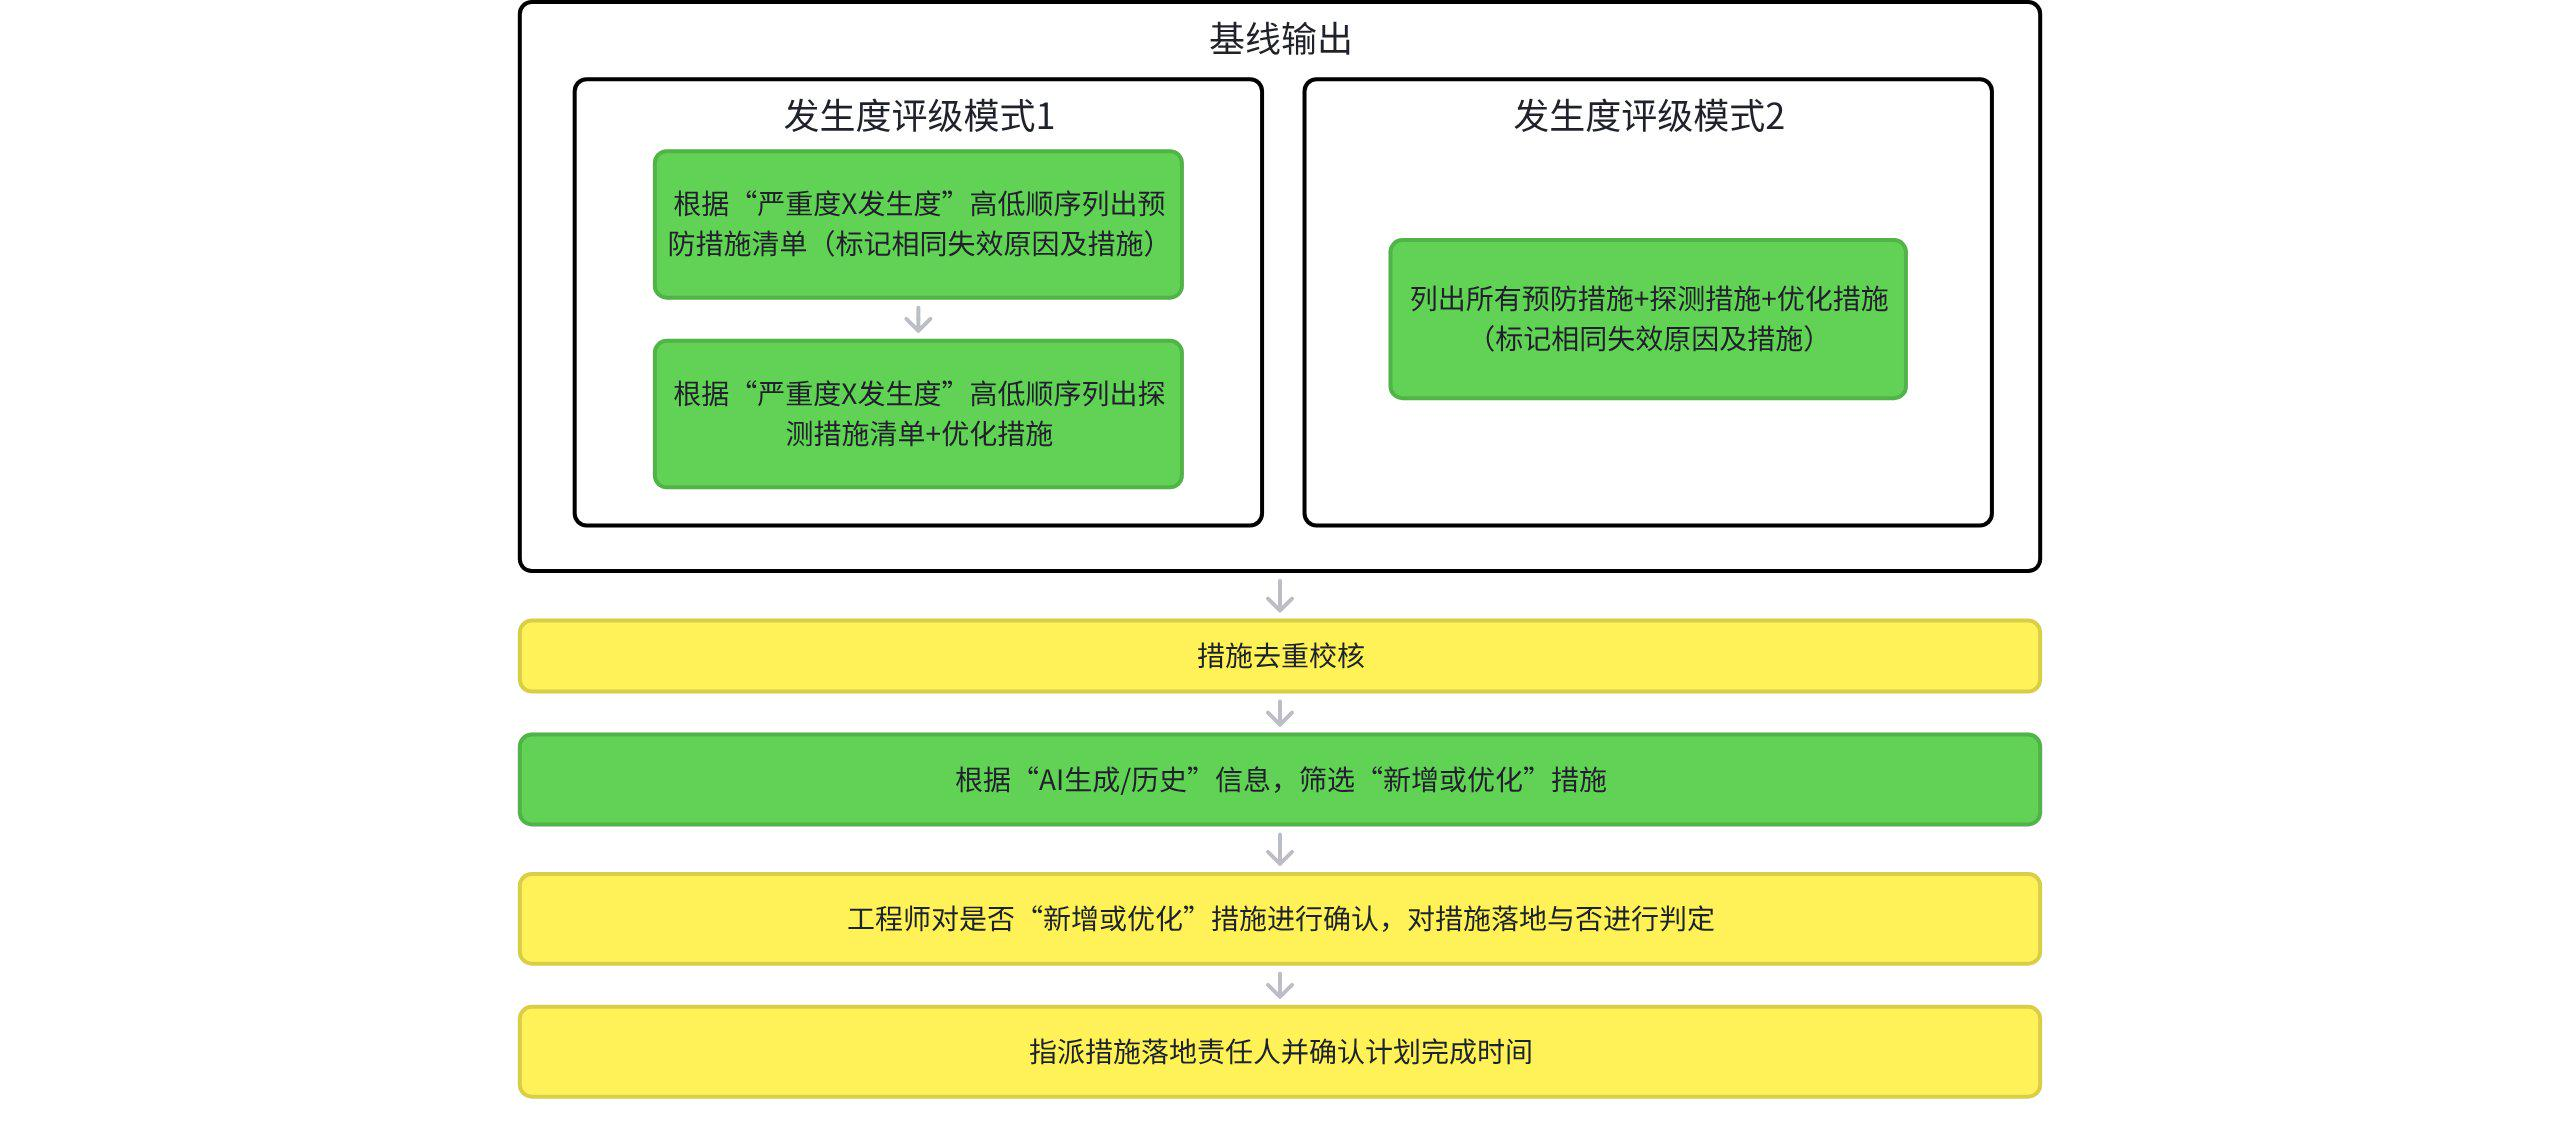 基线输出
发生度评级模式1
根据“严重度X发生度”高低顺序列出预
防措施清单（标记相同失效原因及措施）
根据“严重度X发生度”高低顺序列出探
测措施清单+优化措施
发生度评级模式2
列出所有预防措施+探测措施+优化措施
（标记相同失效原因及措施）
措施去重校核
根据“AI生成/历史”信息，筛选“新增或优化”措施
工程师对是否“新增或优化”措施进行确认，对措施落地与否进行判定
指派措施落地责任人并确认计划完成时间